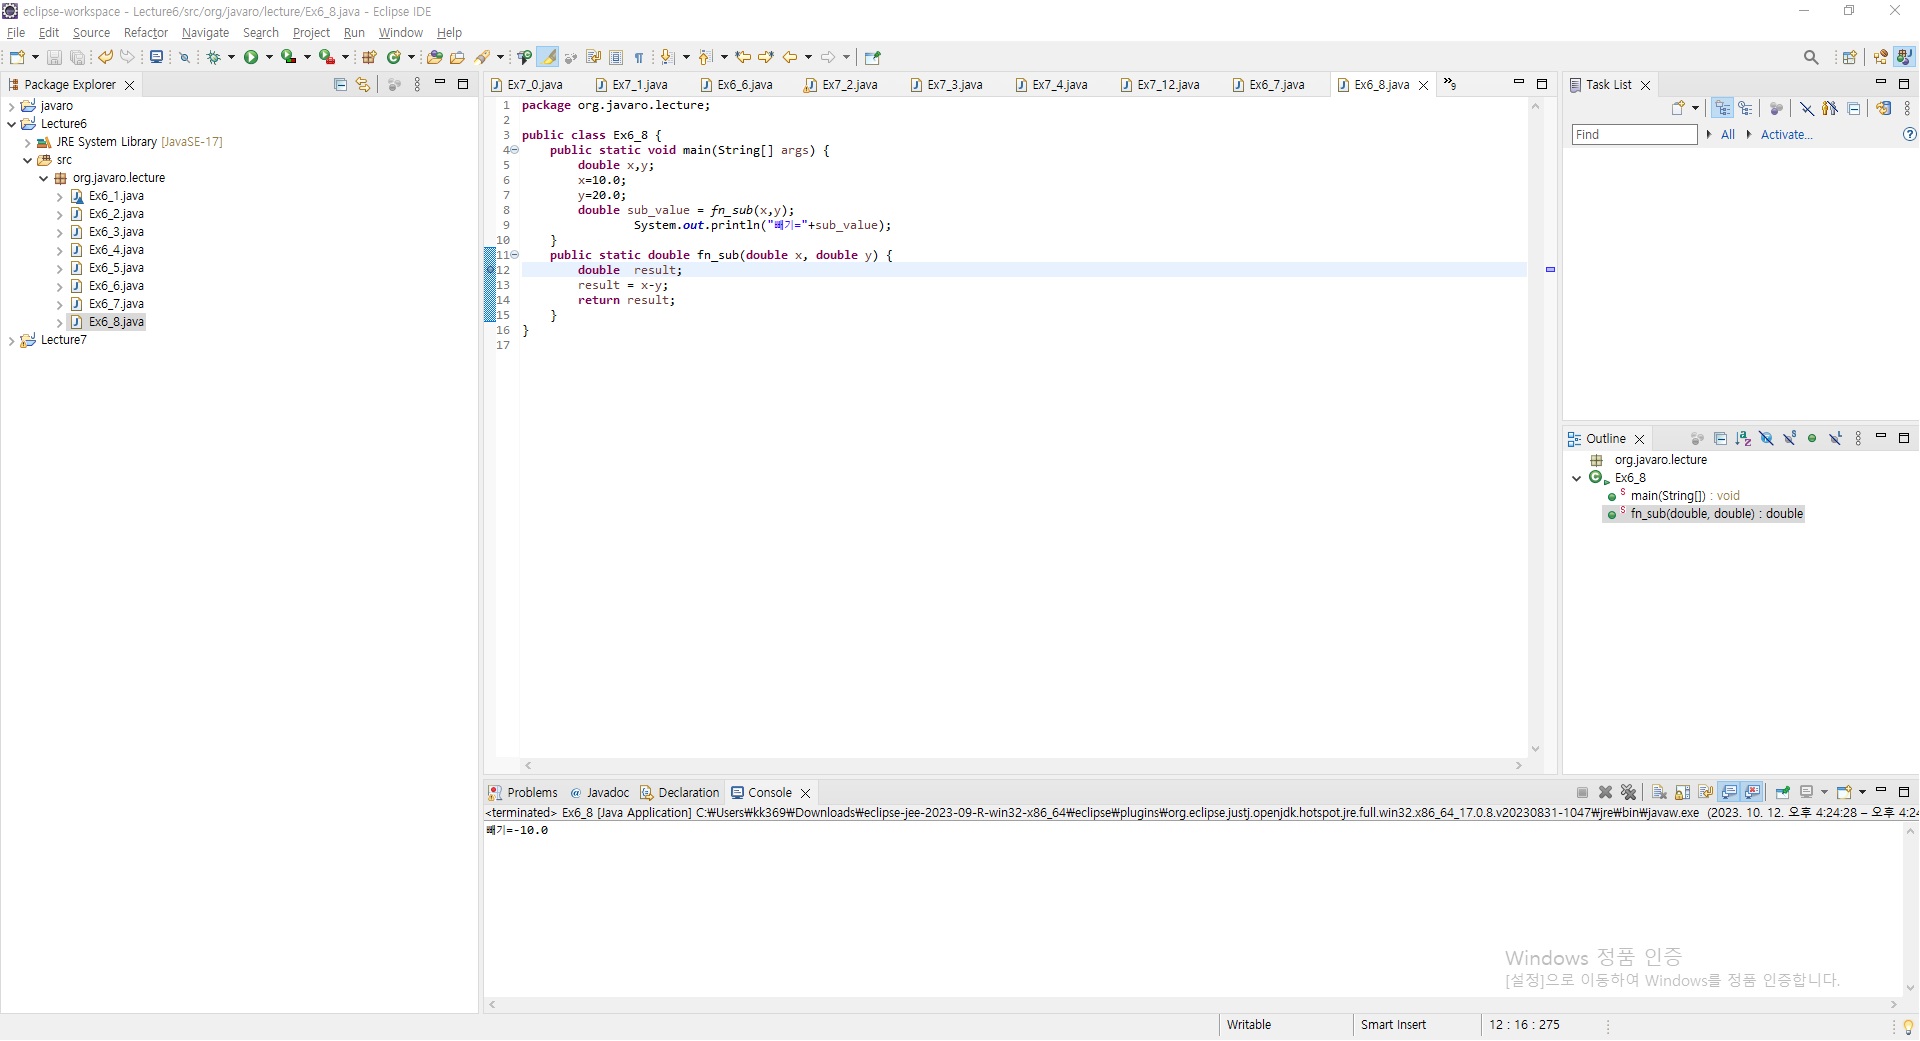 eclipse-workspace - Lecture6/src/org/javaro/lecture/Ex6_8.java - Eclipse IDE
File Edit Source Refactor Navigate Search Project Run Window Help
Package Explorer
javaro
Lecture6
JRE System Library [JavaSE-17]
src
org.javaro.lecture
Ex6_1.java
Ex6_2.java
Ex6_3.java
Ex6_4.java
Ex6_5.java
Ex6_6.java
Ex6_7.java
Ex6_8.java
Lecture7
Ex7_0.java Ex7_1.java Ex6_6.java Ex7_2.java Ex7_3.java Ex7_4.java Ex7_12.java Ex6_7.java Ex6_8.java »9
1 package org.javaro.lecture;
2
3 public class Ex6_8 {
4 public static void main(String[] args) {
5 double x,y;
6 x=10.0;
7 y=20.0;
8 double sub_value = fn_sub(x,y);
9 System.out.println("빼기="+sub_value);
10 }
11 public static double fn_sub(double x, double y) {
12 double  result;
13 result = x-y;
14 return result;
15 }
16 }
17
Task List
Find All Activate...
Outline
org.javaro.lecture
Ex6_8
main(String[]) : void
fn_sub(double, double) : double
Problems Javadoc Declaration Console
<terminated> Ex6_8 [Java Application] C:₩Users₩kk369₩Downloads₩eclipse-jee-2023-09-R-win32-x86_64₩eclipse₩plugins₩org.eclipse.justj.openjdk.hotspot.jre.full.win32.x86_64_17.0.8.v20230831-1047₩jre₩bin₩javaw.exe (2023. 10. 12. 오후 4:24:28 – 오후 4:24
빼기=-10.0
Windows 정품 인증
[설정]으로 이동하여 Windows를 정품 인증합니다.
Writable Smart Insert 12 : 16 : 275